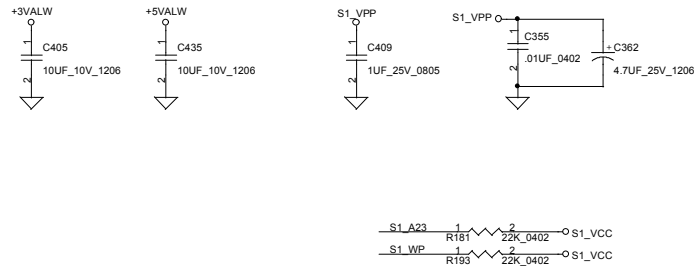 +3VALW
+5VALW
S1_VPP
S1_VPP
1
C405
2
10UF_10V_1206
1
C435
2
10UF_10V_1206
1
C409
2
1UF_25V_0805
1
C355
2
.01UF_0402
+
C362
4.7UF_25V_1206
S1_A23 1 2 S1_VCC
R181 22K_0402
S1_WP 1 2 S1_VCC
R193 22K_0402